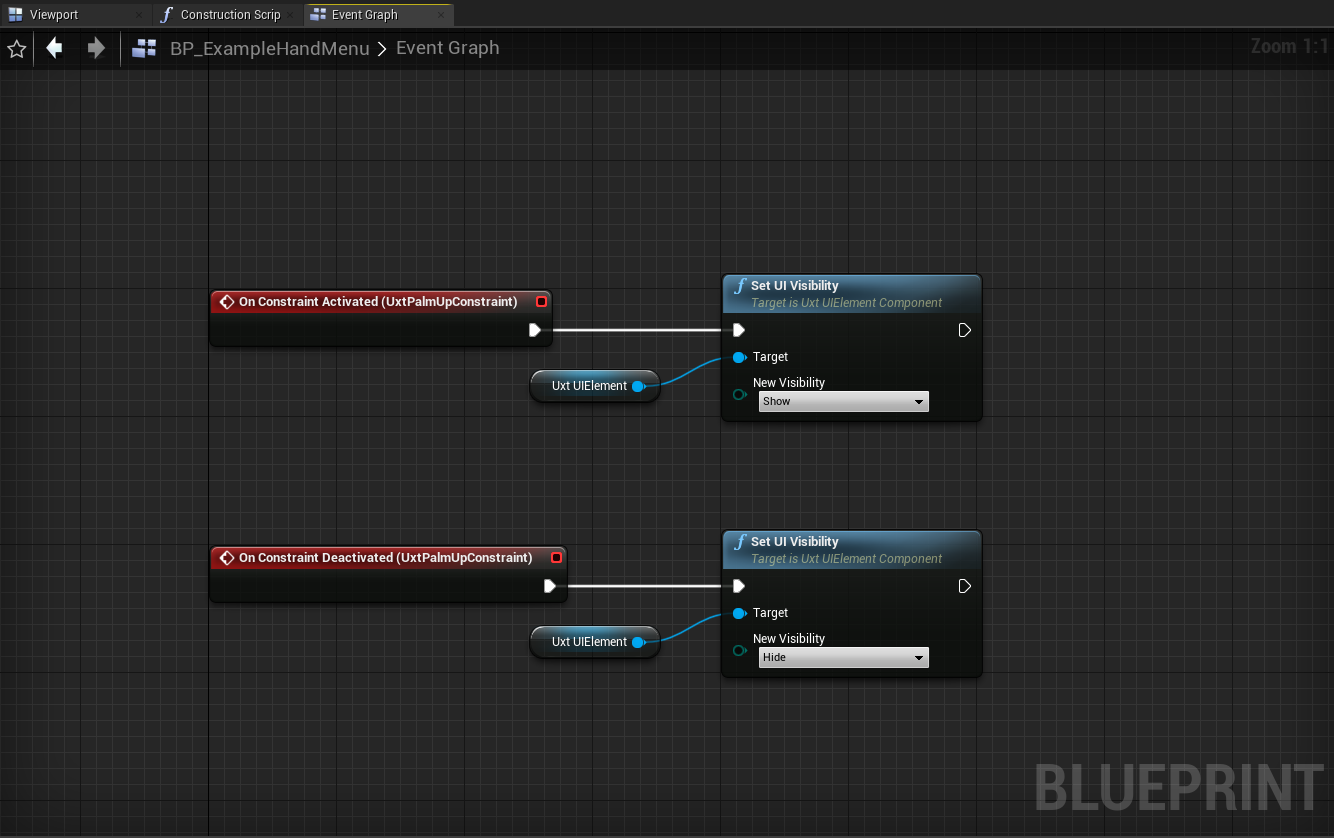 Viewport
Construction Scrip
Event Graph
BP_ExampleHandMenu > Event Graph
Zoom 1:1
On Constraint Activated (UxtPalmUpConstraint)
f Set UI Visibility
Target is Uxt UIElement Component
Target
Uxt UIElement
New Visibility
Show
On Constraint Deactivated (UxtPalmUpConstraint)
f Set UI Visibility
Target is Uxt UIElement Component
Target
Uxt UIElement
New Visibility
Hide
BLUEPRINT